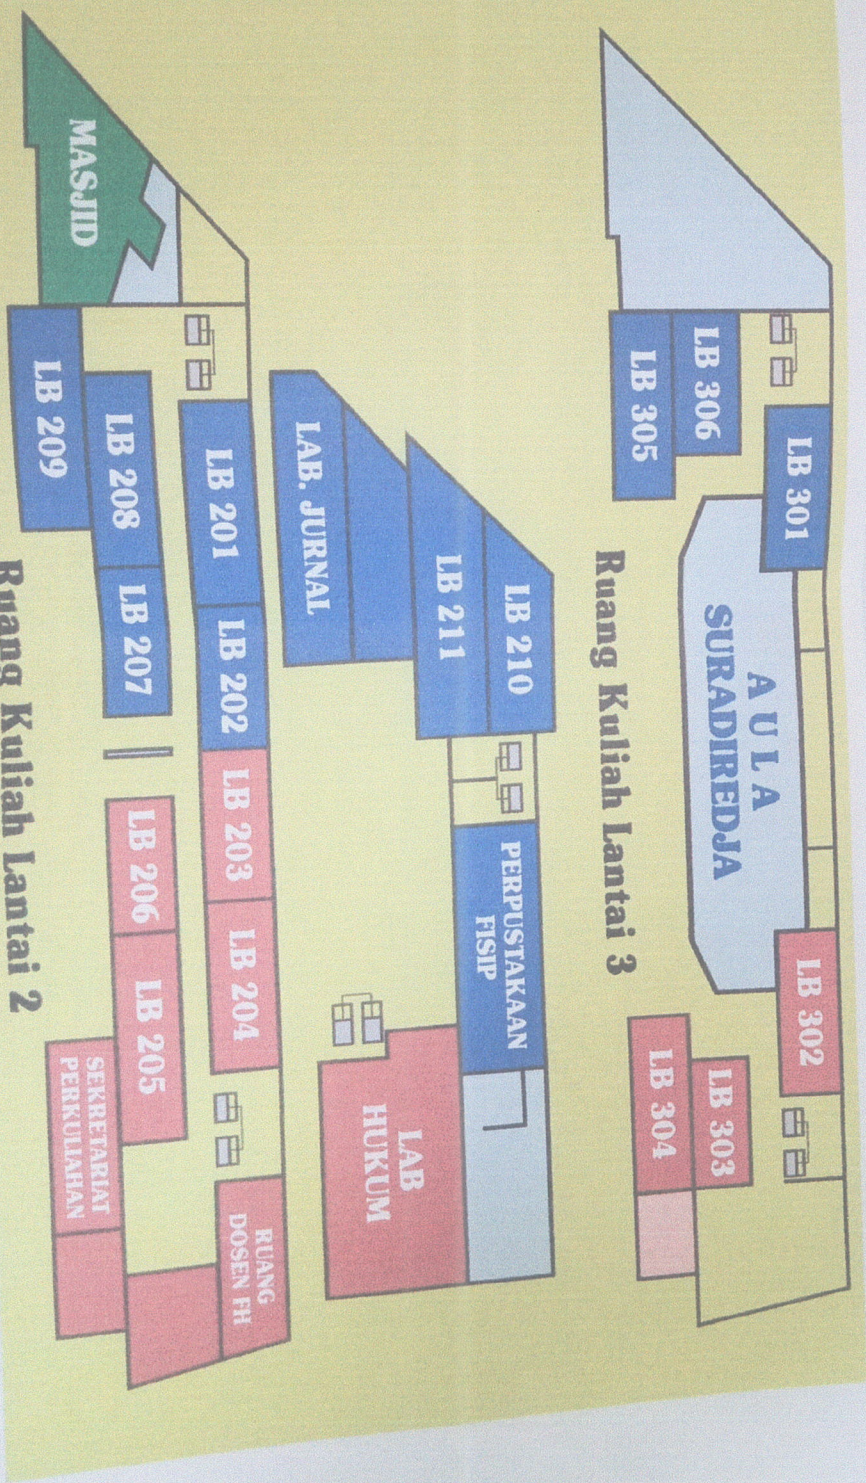 LB 301
A U L A
SURADIREDJA
LB 302
LB 306
LB 305
LB 303
LB 304
Ruang Kuliah Lantai 3
LB 210
LB 211
PERPUSTAKAAN
FISIP
LAB. JURNAL
LAB
HUKUM
MASJID
LB 201
LB 202
LB 203
LB 204
RUANG
DOSEN FH
LB 209
LB 208
LB 207
LB 206
LB 205
SEKRETARIAT
PERKULIAHAN
Ruang Kuliah Lantai 2